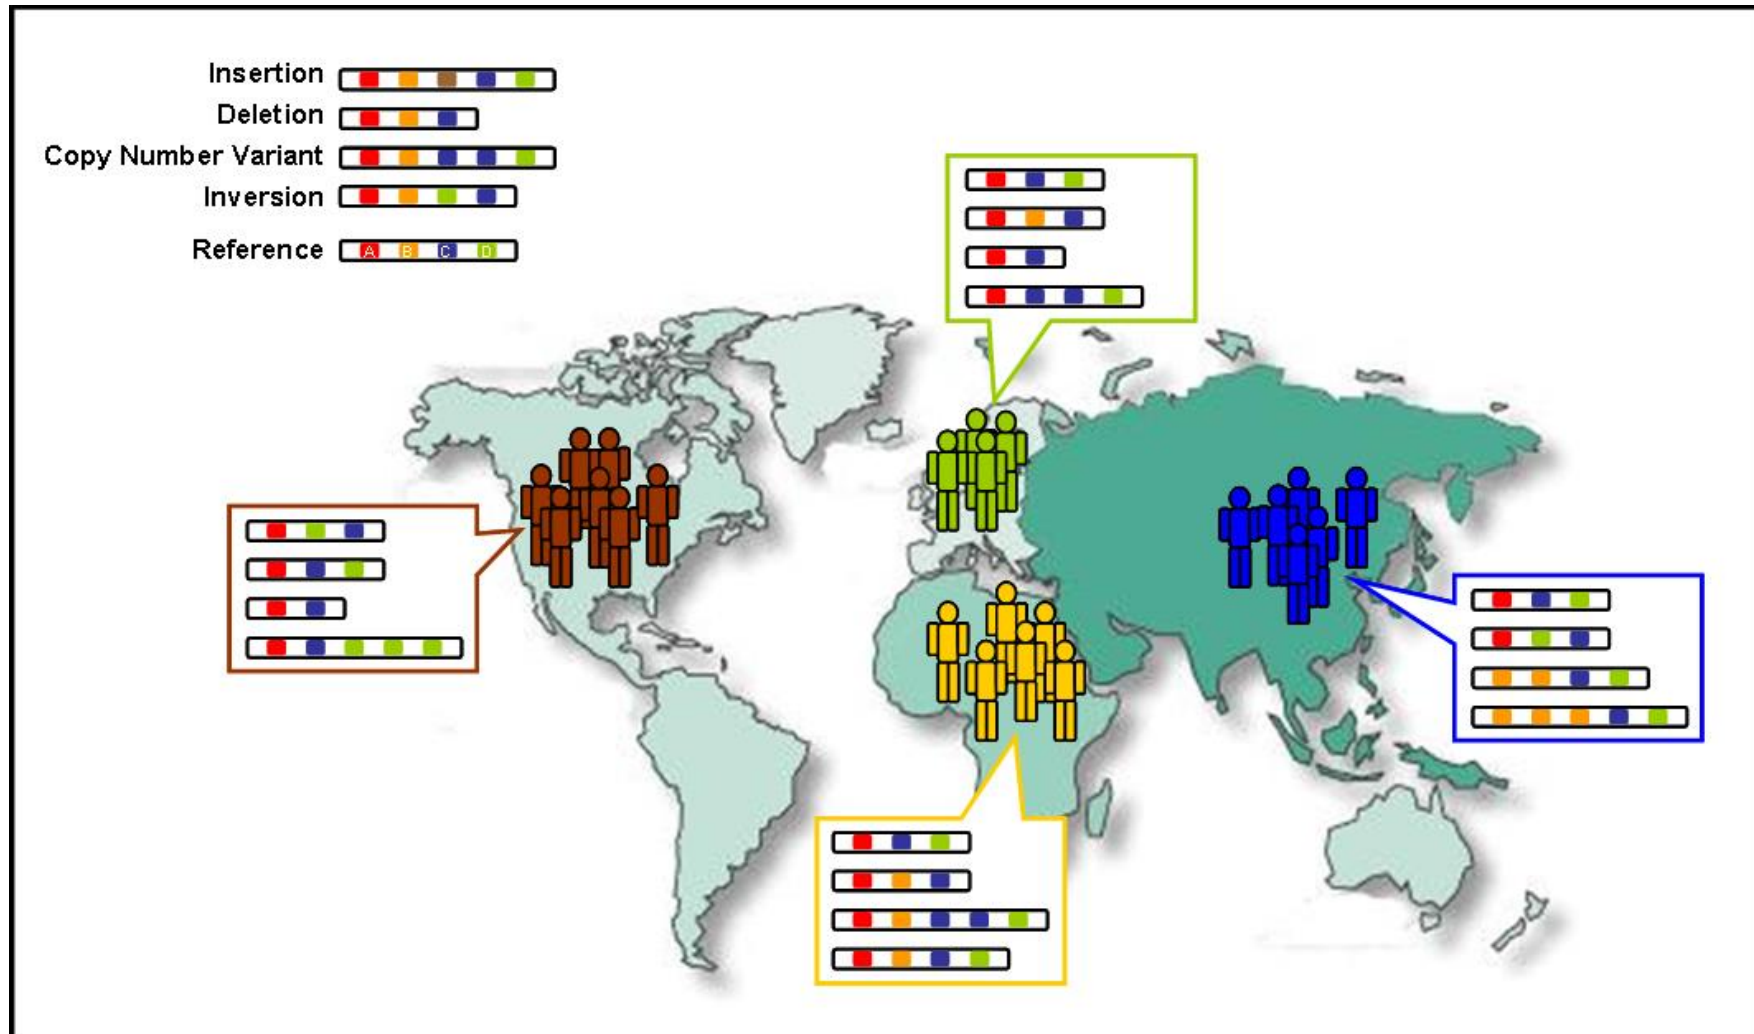 Insertion
Deletion
Copy Number Variant
Inversion
Reference A B C D